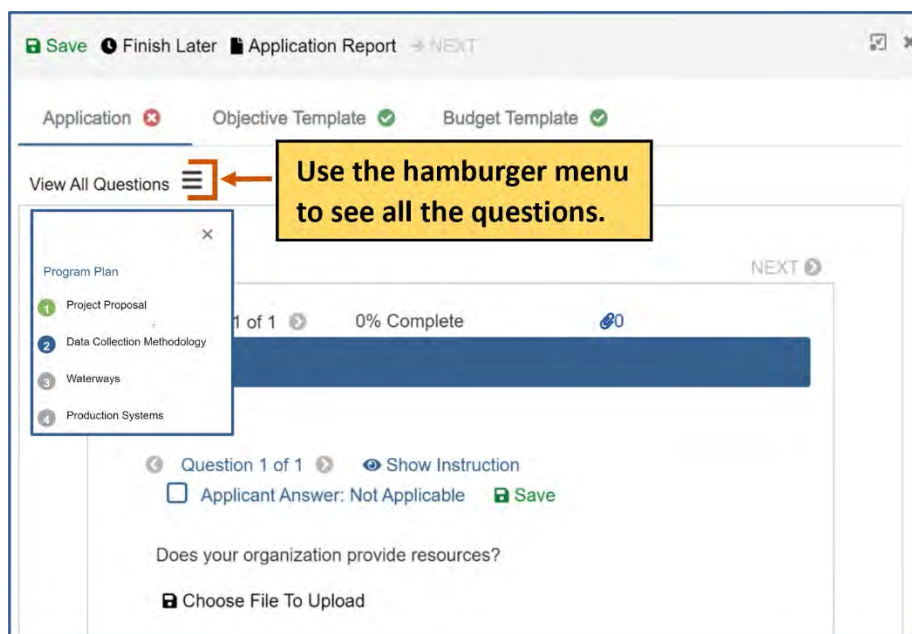 Save Finish Later Application Report NEXT
Application Objective Template Budget Template
View All Questions
Use the hamburger menu
to see all the questions.
Program Plan
1 Project Proposal
2 Data Collection Methodology
3 Waterways
4 Production Systems
NEXT
1 of 1 0% Complete 0
Question 1 of 1 Show Instruction
Applicant Answer: Not Applicable Save
Does your organization provide resources?
Choose File To Upload